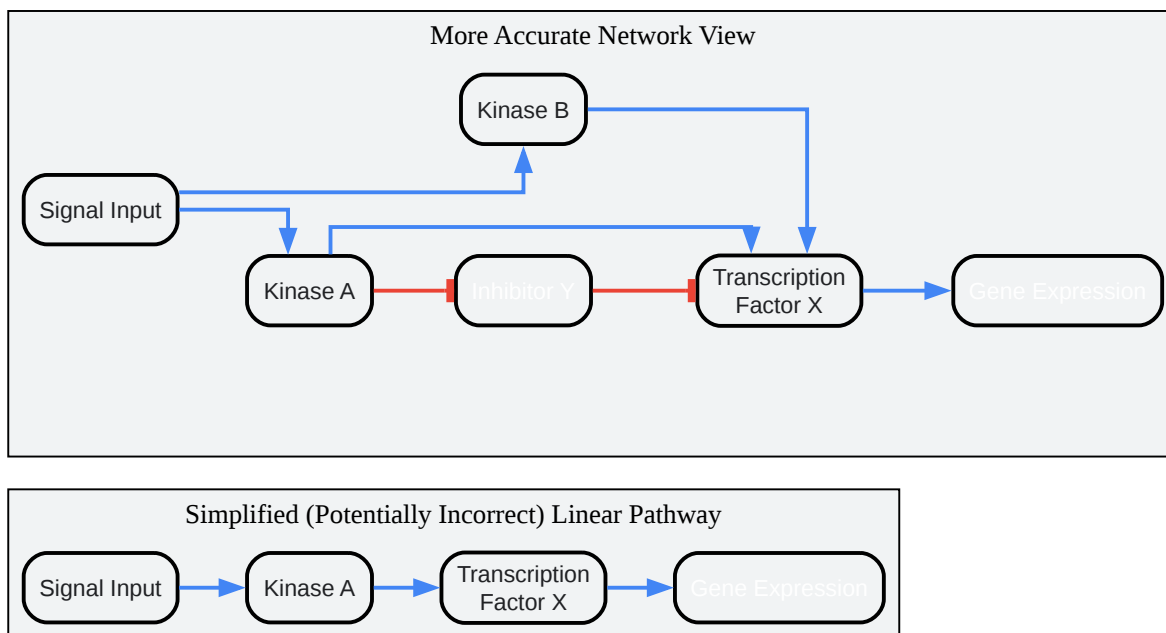 More Accurate Network View
Kinase B
Signal Input
Kinase A
Inhibitor Y
Transcription
Factor X
Gene Expression
Simplified (Potentially Incorrect) Linear Pathway
Signal Input
Kinase A
Transcription
Factor X
Gene Expression